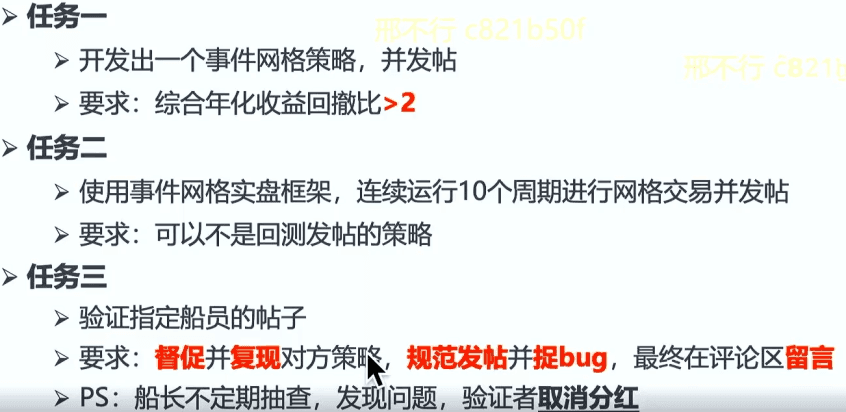 任务一
邢不行 c821b50f
开发出一个事件网格策略，并发帖
邢不行 c821b
要求：综合年化收益回撤比>2
任务二
使用事件网格实盘框架，连续运行10个周期进行网格交易并发帖
要求：可以不是回测发帖的策略
任务三
验证指定船员的帖子
要求：督促并复现对方策略，规范发帖并捉bug，最终在评论区留言
PS：船长不定期抽查，发现问题，验证者取消分红